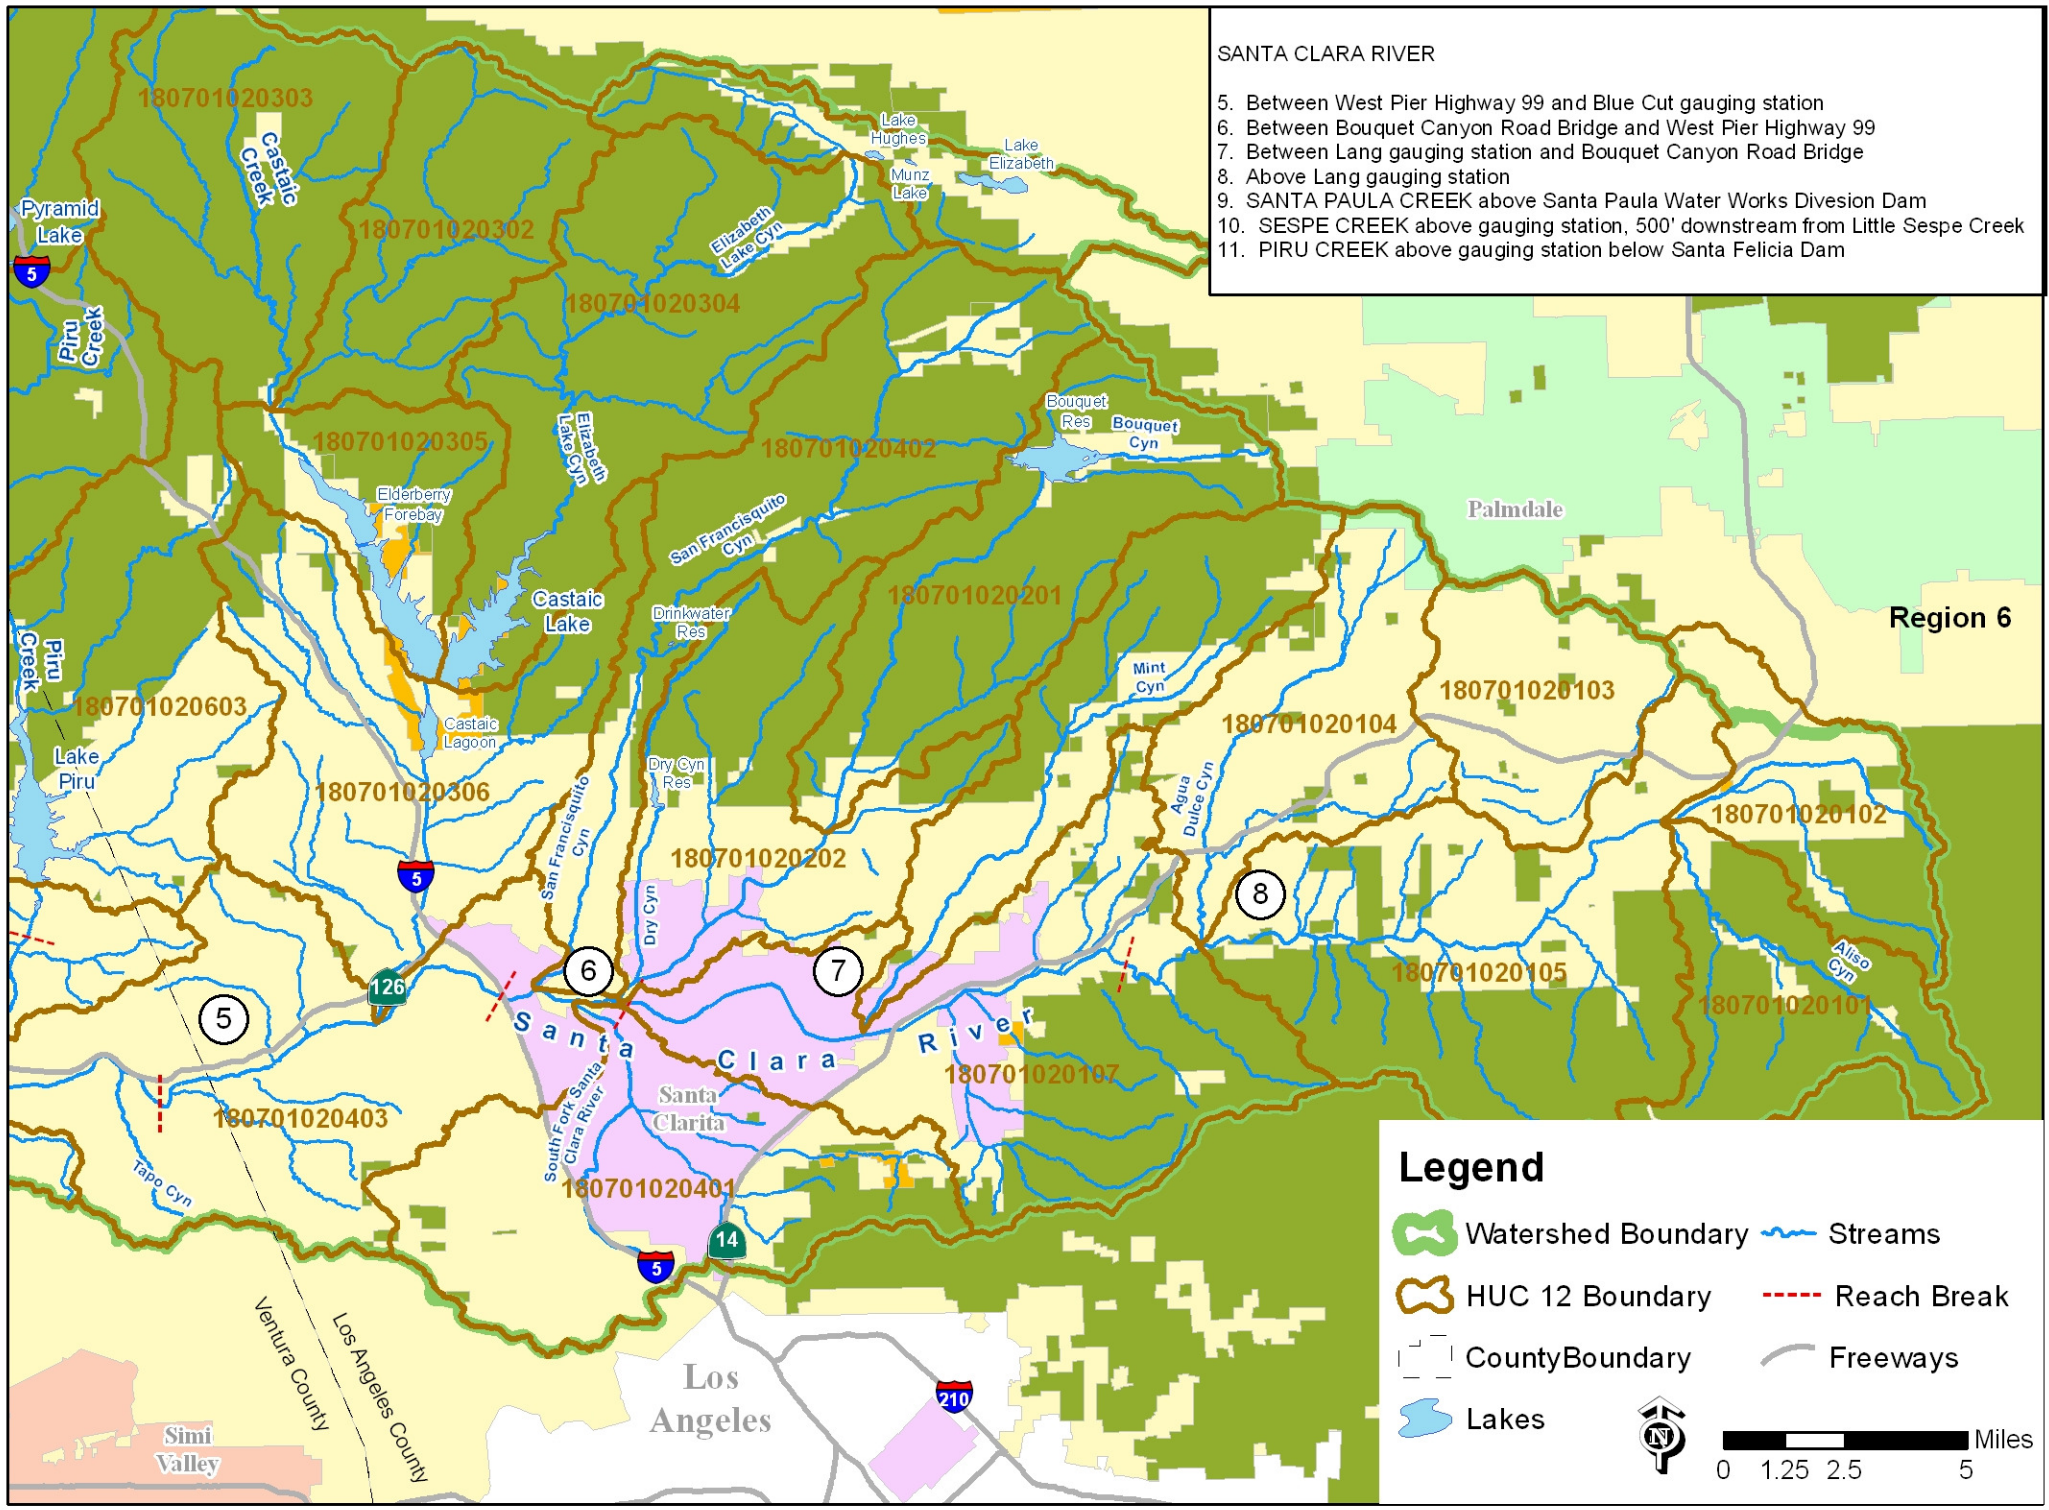 SANTA CLARA RIVER
5. Between West Pier Highway 99 and Blue Cut gauging station
6. Between Bouquet Canyon Road Bridge and West Pier Highway 99
7. Between Lang gauging station and Bouquet Canyon Road Bridge
8. Above Lang gauging station
9. SANTA PAULA CREEK above Santa Paula Water Works Divesion Dam
10. SESPE CREEK above gauging station, 500' downstream from Little Sespe Creek
11. PIRU CREEK above gauging station below Santa Felicia Dam
180701020303
Castaic
Creek
Lake
Hughes
Lake
Elizabeth
Munz
Lake
Pyramid
Lake
5
180701020302
Elizabeth
Lake Cyn
180701020304
Piru
Creek
180701020305
Elizabeth
Lake Cyn
Bouquet
Res
Bouquet
Cyn
180701020402
Elderberry
Forebay
San Francisquito
Cyn
Palmdale
Castaic
Lake
Drinkwater
Res
180701020201
Region 6
Piru
Creek
180701020603
Mint
Cyn
180701020103
180701020104
Castaic
Lagoon
Lake
Piru
Dry Cyn
Res
180701020306
Agua
Dulce Cyn
180701020102
San Francisquito
Cyn
180701020202
5
8
Dry Cyn
6
7
126
180701020105
Aliso
Cyn
180701020101
5
Santa
Clara
River
180701020107
South Fork Santa
Clara River
Santa
Clarita
180701020403
Tapo Cyn
180701020401
14
5
Ventura County
Los Angeles County
Los
Angeles
210
Simi
Valley
Legend
Watershed Boundary
Streams
HUC 12 Boundary
Reach Break
CountyBoundary
Freeways
Lakes
N
Miles
0 1.25 2.5 5